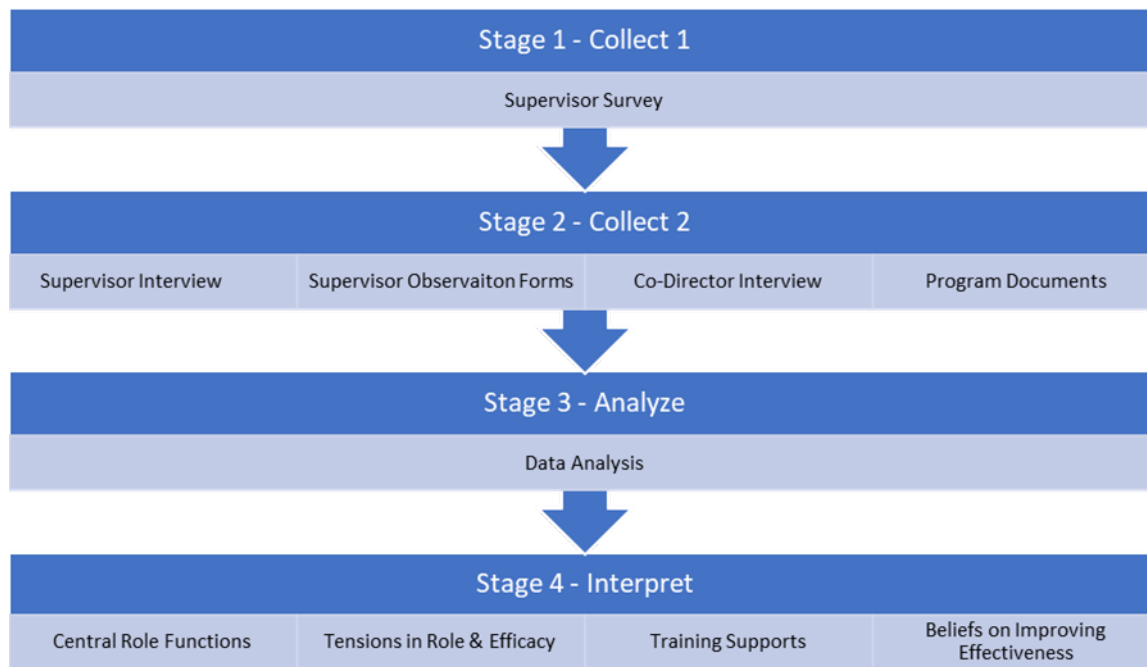 Stage 1 - Collect 1
Supervisor Survey
Stage 2 - Collect 2
Supervisor Interview
Supervisor Observaiton Forms
Co-Director Interview
Program Documents
Stage 3 - Analyze
Data Analysis
Stage 4 - Interpret
Central Role Functions
Tensions in Role & Efficacy
Training Supports
Beliefs on Improving
Effectiveness